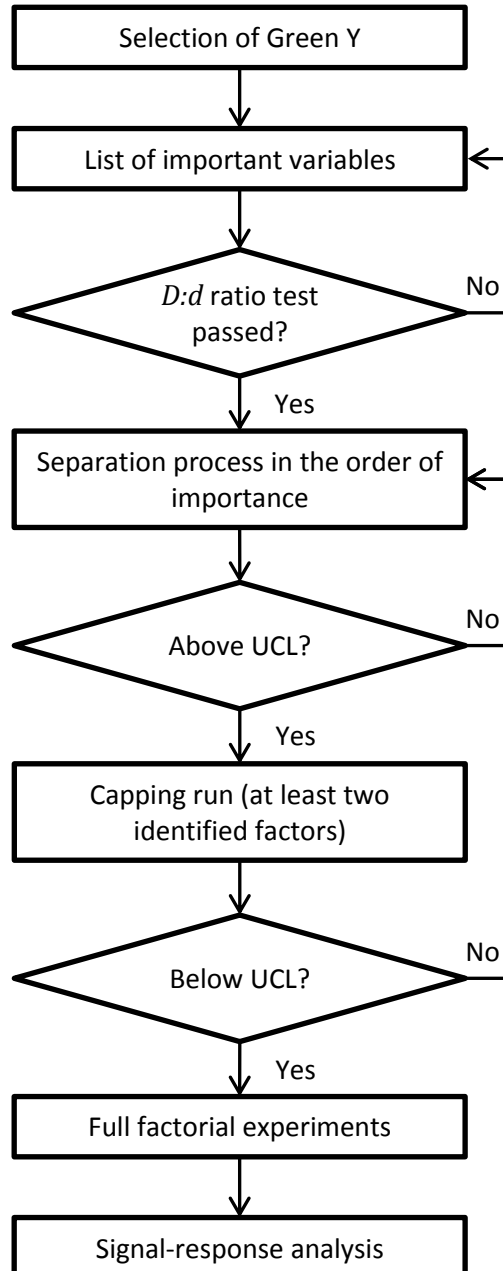 Selection of Green Y
List of important variables
D:d ratio test
passed?
No
Yes
Separation process in the order of
importance
Above UCL?
No
Yes
Capping run (at least two
identified factors)
Below UCL?
No
Yes
Full factorial experiments
Signal-response analysis